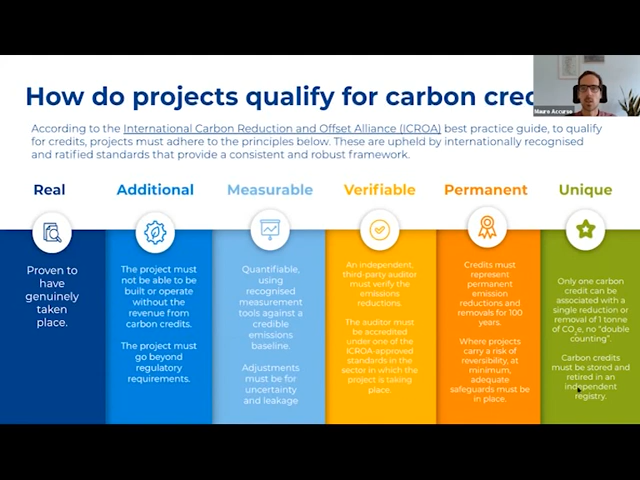 How do projects qualify for carbon cred
Mauro Accurso
According to the International Carbon Reduction and Offset Alliance (ICROA) best practice guide, to qualify
for credits, projects must adhere to the principles below. These are upheld by internationally recognised
and ratified standards that provide a consistent and robust framework.
Real
Proven to
have
genuinely
taken
place.
Additional
The project must
not be able to be
built or operate
without the
revenue from
carbon credits.
The project must
go beyond
regulatory
requirements.
Measurable
Quantifiable,
using
recognised
measurement
tools against a
credible
emissions
baseline.
Adjustments
must be for
uncertainty
and leakage
Verifiable
An independent,
third-party auditor
must verify the
emissions
reductions.
The auditor must
be accredited
under one of the
ICROA-approved
standards in the
sector in which the
project is taking
place.
Permanent
Credits must
represent
permanent
emission
reductions and
removals for 100
years.
Where projects
carry a risk of
reversibility, at
minimum,
adequate
safeguards must be
in place.
Unique
Only one carbon
credit can be
associated with
a single reduction or
removal of 1 tonne
of CO₂e, no "double
counting".
Carbon credits
must be stored and
retired in an
independent
registry.